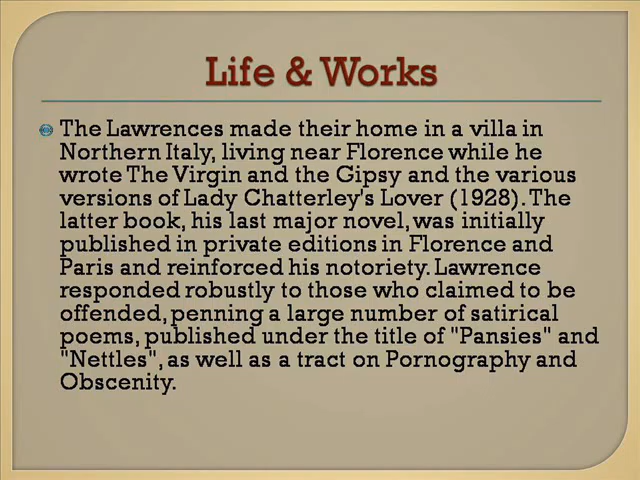 Life & Works
The Lawrences made their home in a villa in
Northern Italy, living near Florence while he
wrote The Virgin and the Gipsy and the various
versions of Lady Chatterley's Lover (1928). The
latter book, his last major novel, was initially
published in private editions in Florence and
Paris and reinforced his notoriety. Lawrence
responded robustly to those who claimed to be
offended, penning a large number of satirical
poems, published under the title of "Pansies" and
"Nettles", as well as a tract on Pornography and
Obscenity.